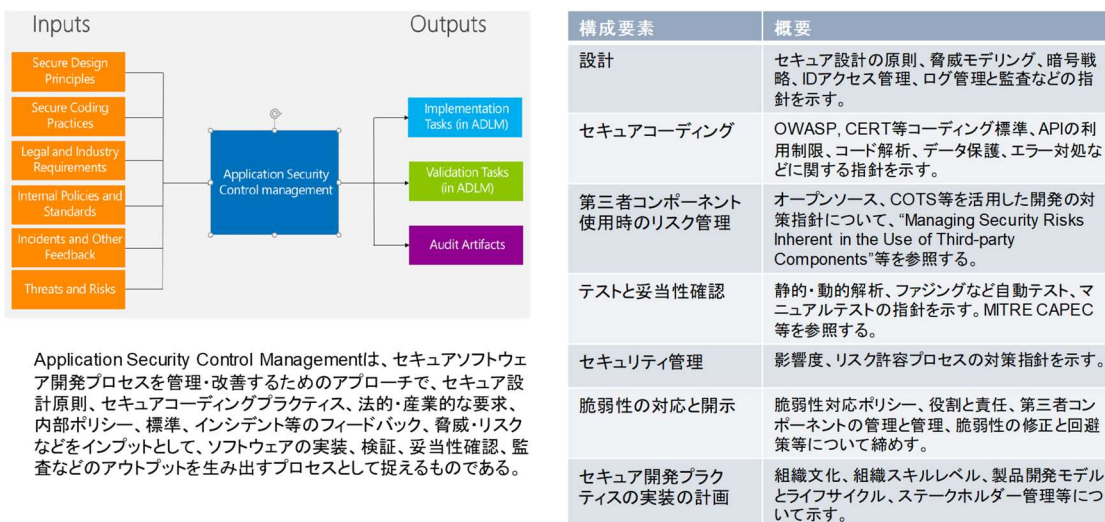 Inputs
Outputs
Secure Design
Principles
Secure Coding
Practices
Legal and Industry
Requirements
Internal Policies and
Standards
Incidents and Other
Feedback
Threats and Risks
Application Security
Control management
Implementation
Tasks (in ADLM)
Validation Tasks
(in ADLM)
Audit Artifacts
Application Security Control Managementは、セキュアソフトウェ
ア開発プロセスを管理・改善するためのアプローチで、セキュア設
計原則、セキュアコーディングプラクティス、法的・産業的な要求、
内部ポリシー、標準、インシデント等のフィードバック、脅威・リスク
などをインプットとして、ソフトウェアの実装、検証、妥当性確認、監
査などのアウトプットを生み出すプロセスとして捉えるものである。
構成要素
概要
設計
セキュア設計の原則、脅威モデリング、暗号戦
略、IDアクセス管理、ログ管理と監査などの指
針を示す。
セキュアコーディング
OWASP, CERT等コーディング標準、APIの利
用制限、コード解析、データ保護、エラー対処な
どに関する指針を示す。
第三者コンポーネント
使用時のリスク管理
オープンソース、COTS等を活用した開発の対
策指針について、“Managing Security Risks
Inherent in the Use of Third-party
Components”等を参照する。
テストと妥当性確認
静的・動的解析、ファジングなど自動テスト、マ
ニュアルテストの指針を示す。MITRE CAPEC
等を参照する。
セキュリティ管理
影響度、リスク許容プロセスの対策指針を示す。
脆弱性の対応と開示
脆弱性対応ポリシー、役割と責任、第三者コン
ポーネントの管理と管理、脆弱性の修正と回避
策等について締めす。
セキュア開発プラク
ティスの実装の計画
組織文化、組織スキルレベル、製品開発モデル
とライフサイクル、ステークホルダー管理等につ
いて示す。